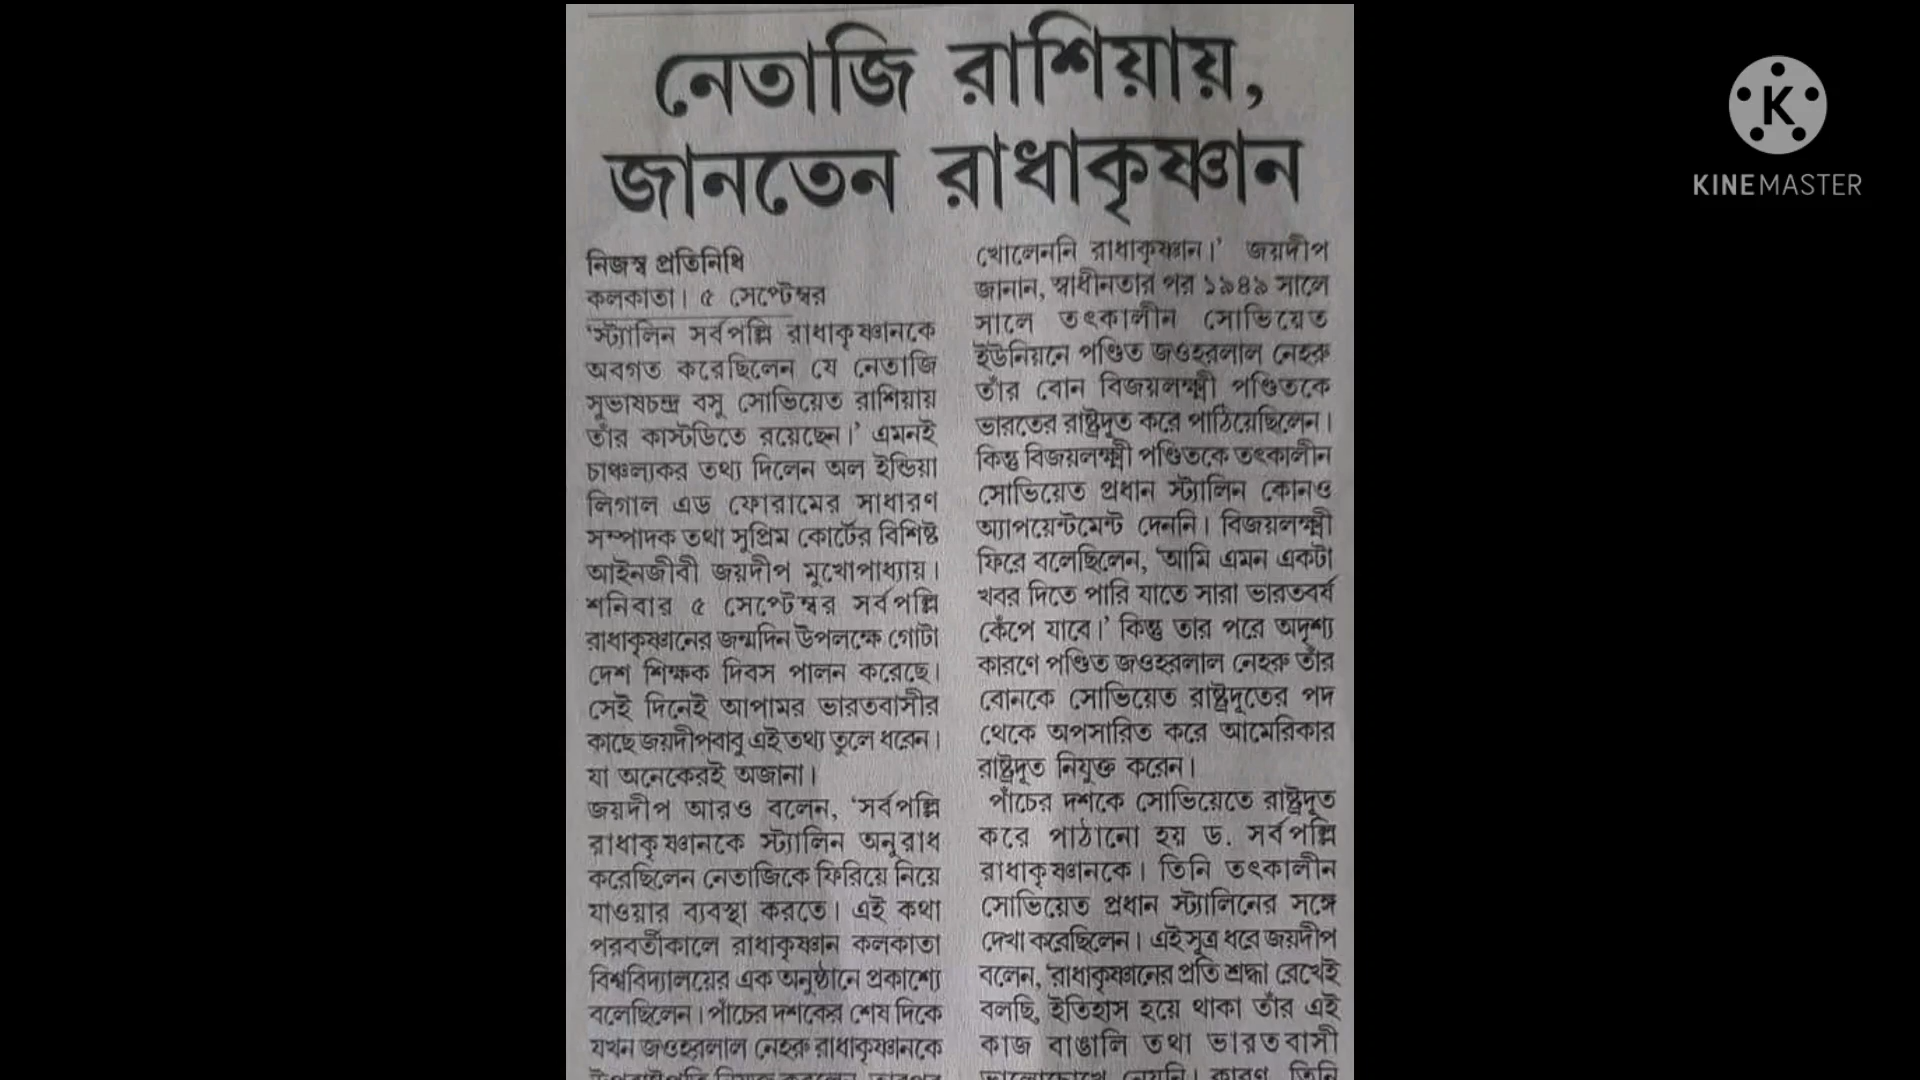 নেতাজি রাশিয়ায়,
জানতেন রাধাকৃষ্ণান
নিজস্ব প্রতিনিধি
কলকাতা। ৫ সেপ্টেম্বর
‘স্ট্যালিন সর্বপল্লি রাধাকৃষ্ণানকে
অবগত করেছিলেন যে নেতাজি
সুভাষচন্দ্র বসু সোভিয়েত রাশিয়ায়
তাঁর কাস্টডিতে রয়েছেন।’ এমনই
চাঞ্চল্যকর তথ্য দিলেন অল ইন্ডিয়া
লিগাল এড ফোরামের সাধারণ
সম্পাদক তথা সুপ্রিম কোর্টের বিশিষ্ট
আইনজীবী জয়দীপ মুখোপাধ্যায়।
শনিবার ৫ সেপ্টেম্বর সর্বপল্লি
রাধাকৃষ্ণানের জন্মদিন উপলক্ষে গোটা
দেশ শিক্ষক দিবস পালন করেছে।
সেই দিনেই আপামর ভারতবাসীর
কাছে জয়দীপবাবু এই তথ্য তুলে ধরেন।
যা অনেকেরই অজানা।
জয়দীপ আরও বলেন, ‘সর্বপল্লি
রাধাকৃষ্ণানকে স্ট্যালিন অনুরাধ
করেছিলেন নেতাজিকে ফিরিয়ে নিয়ে
যাওয়ার ব্যবস্থা করতে। এই কথা
পরবর্তীকালে রাধাকৃষ্ণান কলকাতা
বিশ্ববিদ্যালয়ের এক অনুষ্ঠানে প্রকাশ্যে
বলেছিলেন। পাঁচের দশকের শেষ দিকে
যখন জওহরলাল নেহরু রাধাকৃষ্ণানকে
খোলেননি রাধাকৃষ্ণান।’ জয়দীপ
জানান, স্বাধীনতার পর ১৯৪৯ সালে
সালে তৎকালীন সোভিয়েত
ইউনিয়নে পণ্ডিত জওহরলাল নেহরু
তাঁর বোন বিজয়লক্ষ্মী পণ্ডিতকে
ভারতের রাষ্ট্রদূত করে পাঠিয়েছিলেন।
কিন্তু বিজয়লক্ষ্মী পণ্ডিতকে তৎকালীন
সোভিয়েত প্রধান স্ট্যালিন কোনও
অ্যাপয়েন্টমেন্ট দেননি। বিজয়লক্ষ্মী
ফিরে বলেছিলেন, ‘আমি এমন একটা
খবর দিতে পারি যাতে সারা ভারতবর্ষ
কেঁপে যাবে।’ কিন্তু তার পরে অদৃশ্য
কারণে পণ্ডিত জওহরলাল নেহরু তাঁর
বোনকে সোভিয়েত রাষ্ট্রদূতের পদ
থেকে অপসারিত করে আমেরিকার
রাষ্ট্রদূত নিযুক্ত করেন।
পাঁচের দশকে সোভিয়েতে রাষ্ট্রদূত
করে পাঠানো হয় ড. সর্বপল্লি
রাধাকৃষ্ণানকে। তিনি তৎকালীন
সোভিয়েত প্রধান স্ট্যালিনের সঙ্গে
দেখা করেছিলেন। এই সূত্র ধরে জয়দীপ
বলেন, ‘রাধাকৃষ্ণানের প্রতি শ্রদ্ধা রেখেই
বলছি, ইতিহাস হয়ে থাকা তাঁর এই
কাজ বাঙালি তথা ভারতবাসী
KINEMASTER